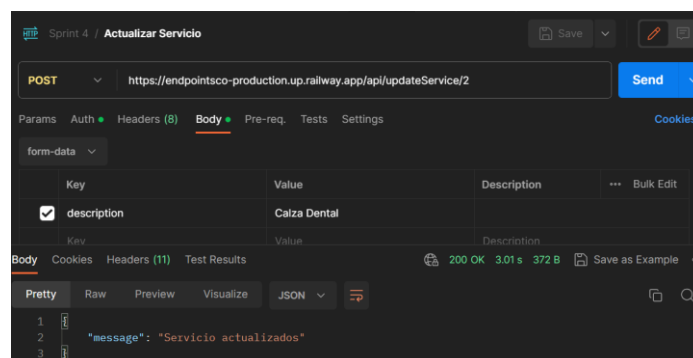 HTTP Sprint 4 / Actualizar Servicio Save
POST https://endpointsco-production.up.railway.app/api/updateService/2 Send
Params Auth Headers (8) Body Pre-req. Tests Settings Cookies
form-data
Key Value Description ... Bulk Edit
description Calza Dental
Key Value Description
Body Cookies Headers (11) Test Results 200 OK 3.01 s 372 B Save as Example
Pretty Raw Preview Visualize JSON
1 {
2 "message": "Servicio actualizados"
3 }